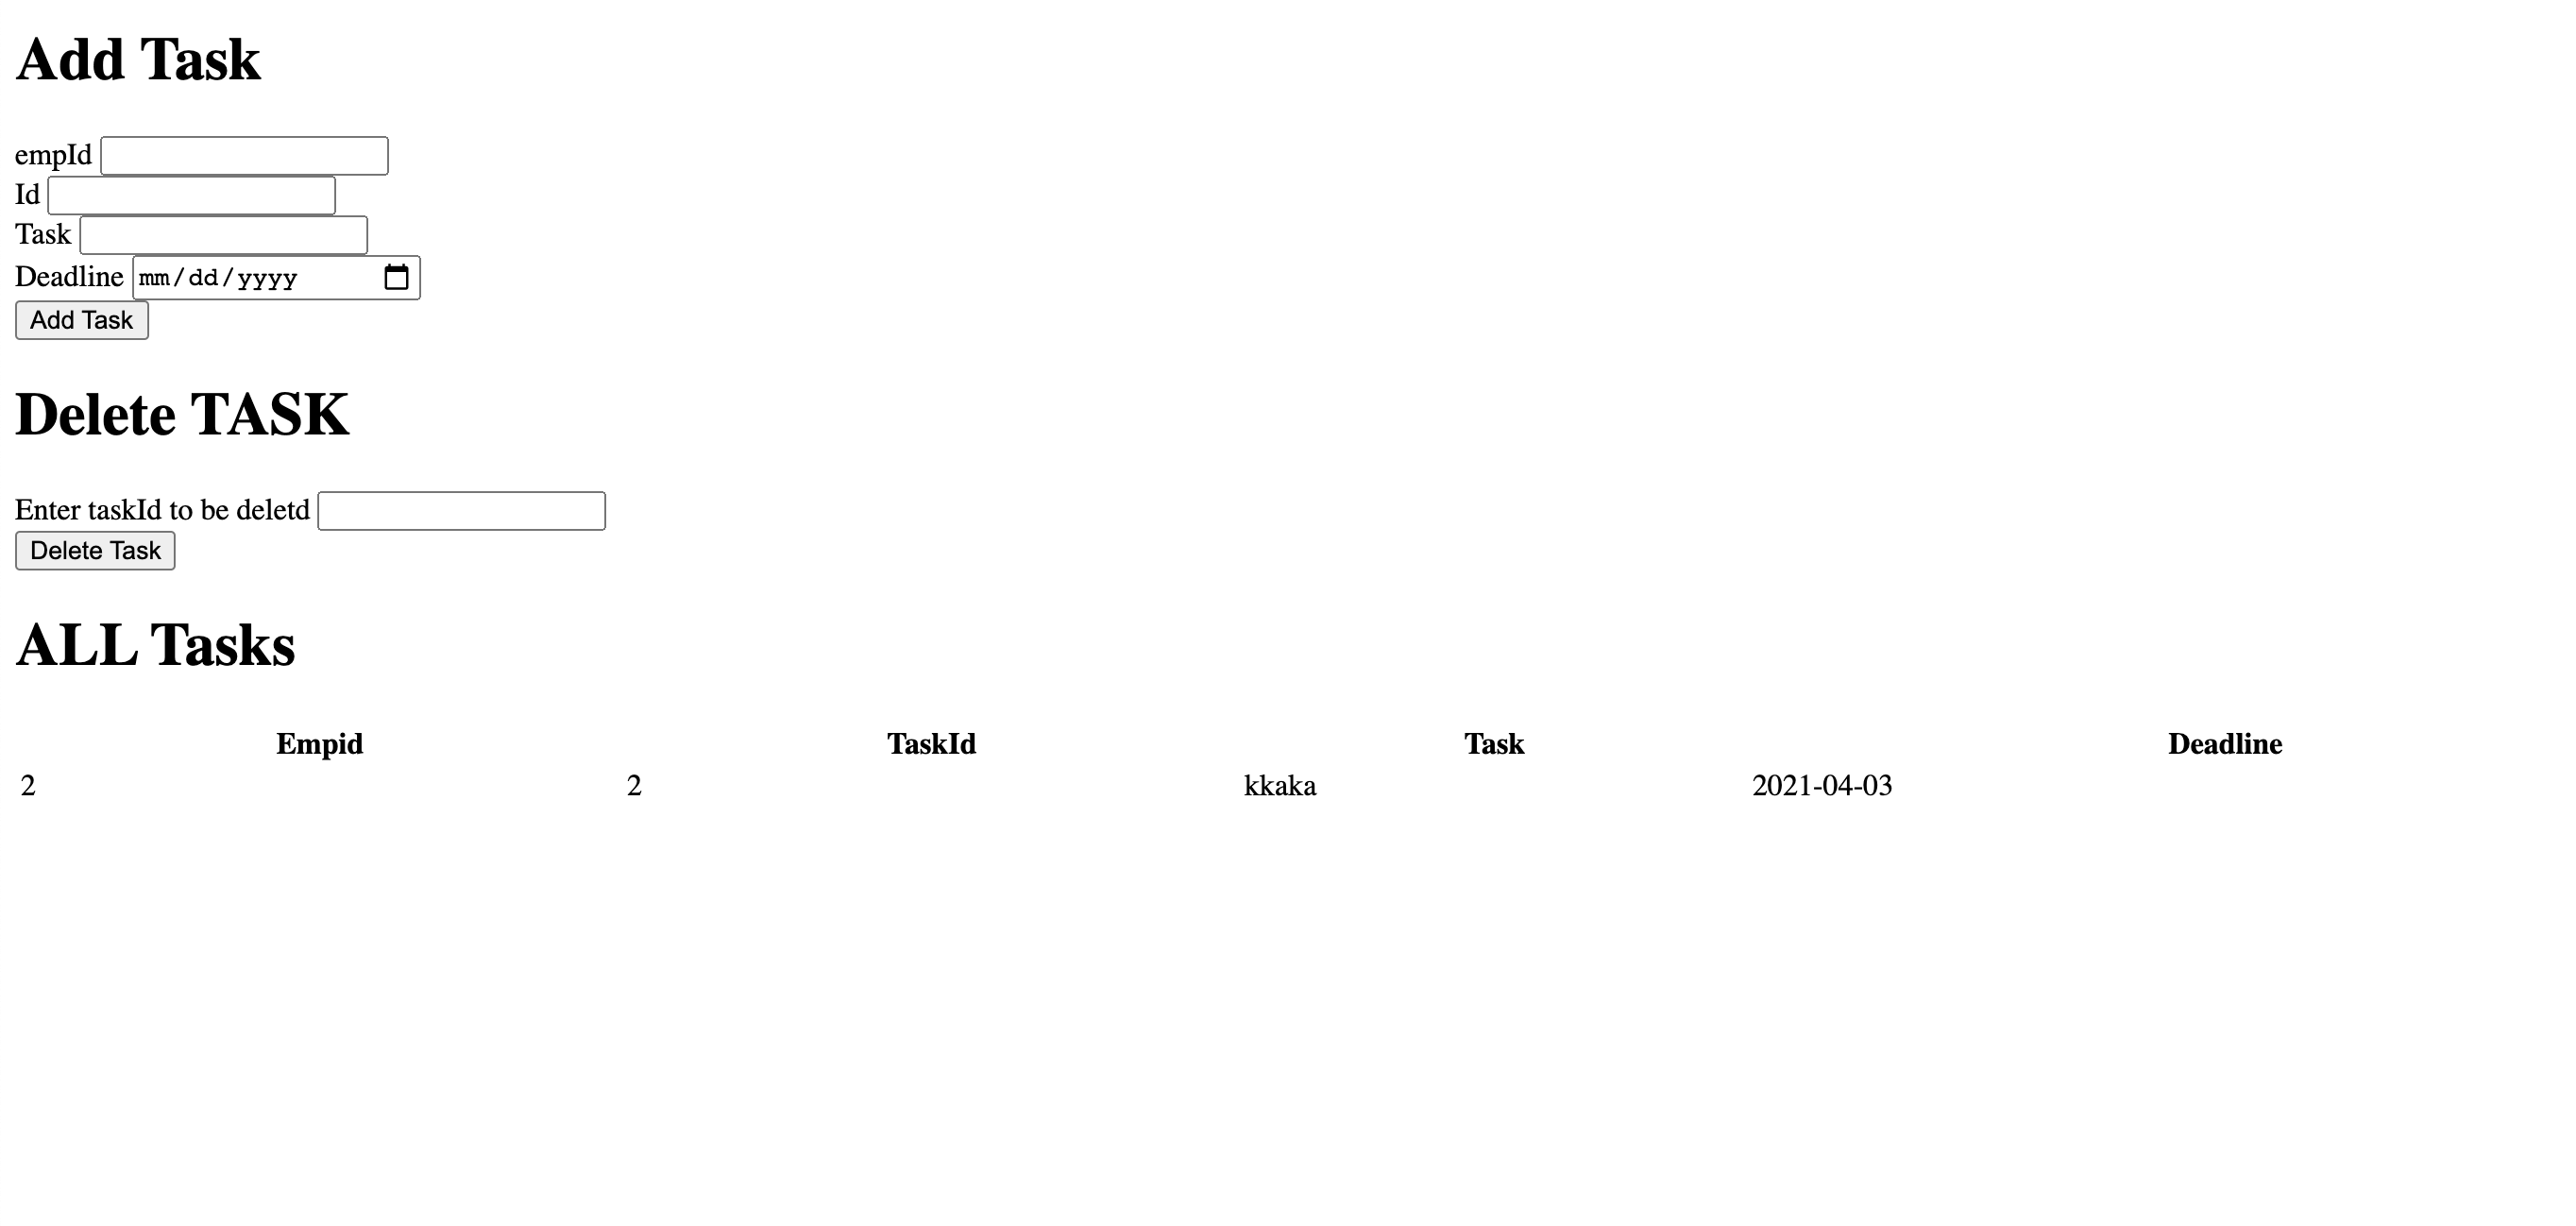 Add Task
empId
Id
Task
Deadline mm/dd/yyyy
Add Task
Delete TASK
Enter taskId to be deletd
Delete Task
ALL Tasks
Empid TaskId Task Deadline
2 2 kkaka 2021-04-03